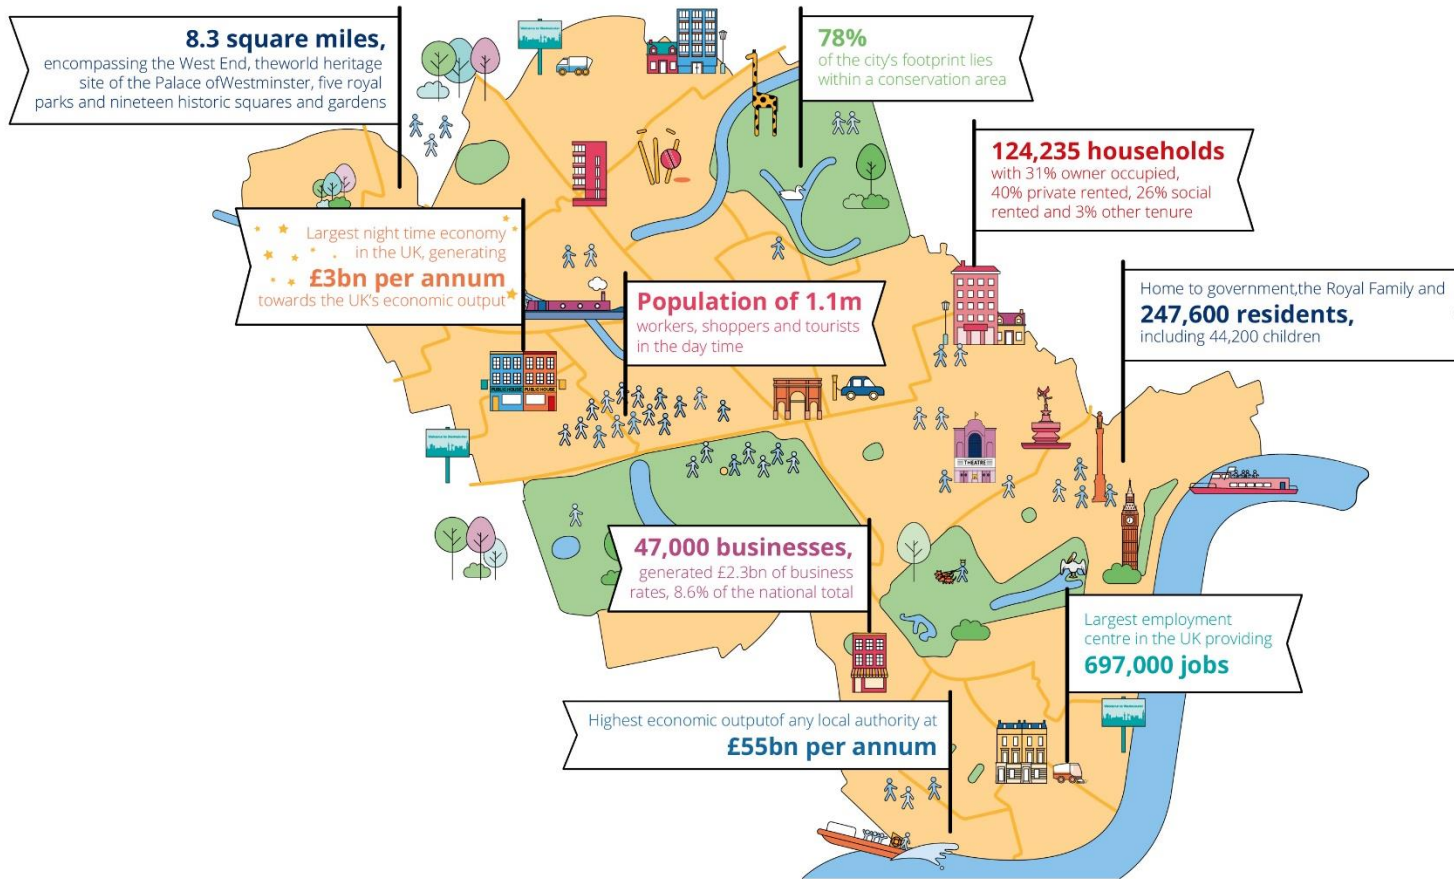 8.3 square miles,
encompassing the West End, theworld heritage
site of the Palace ofWestminster, five royal
parks and nineteen historic squares and gardens
78%
of the city's footprint lies
within a conservation area
124,235 households
with 31% owner occupied,
40% private rented, 26% social
rented and 3% other tenure
Largest night time economy
in the UK, generating
£3bn per annum
towards the UK's economic output
Population of 1.1m
workers, shoppers and tourists
in the day time
Home to government,the Royal Family and
247,600 residents,
including 44,200 children
PUBLIC HOUSE
PUBLIC HOUSE
THEATRE
47,000 businesses,
generated £2.3bn of business
rates, 8.6% of the national total
Largest employment
centre in the UK providing
697,000 jobs
Highest economic outputof any local authority at
£55bn per annum